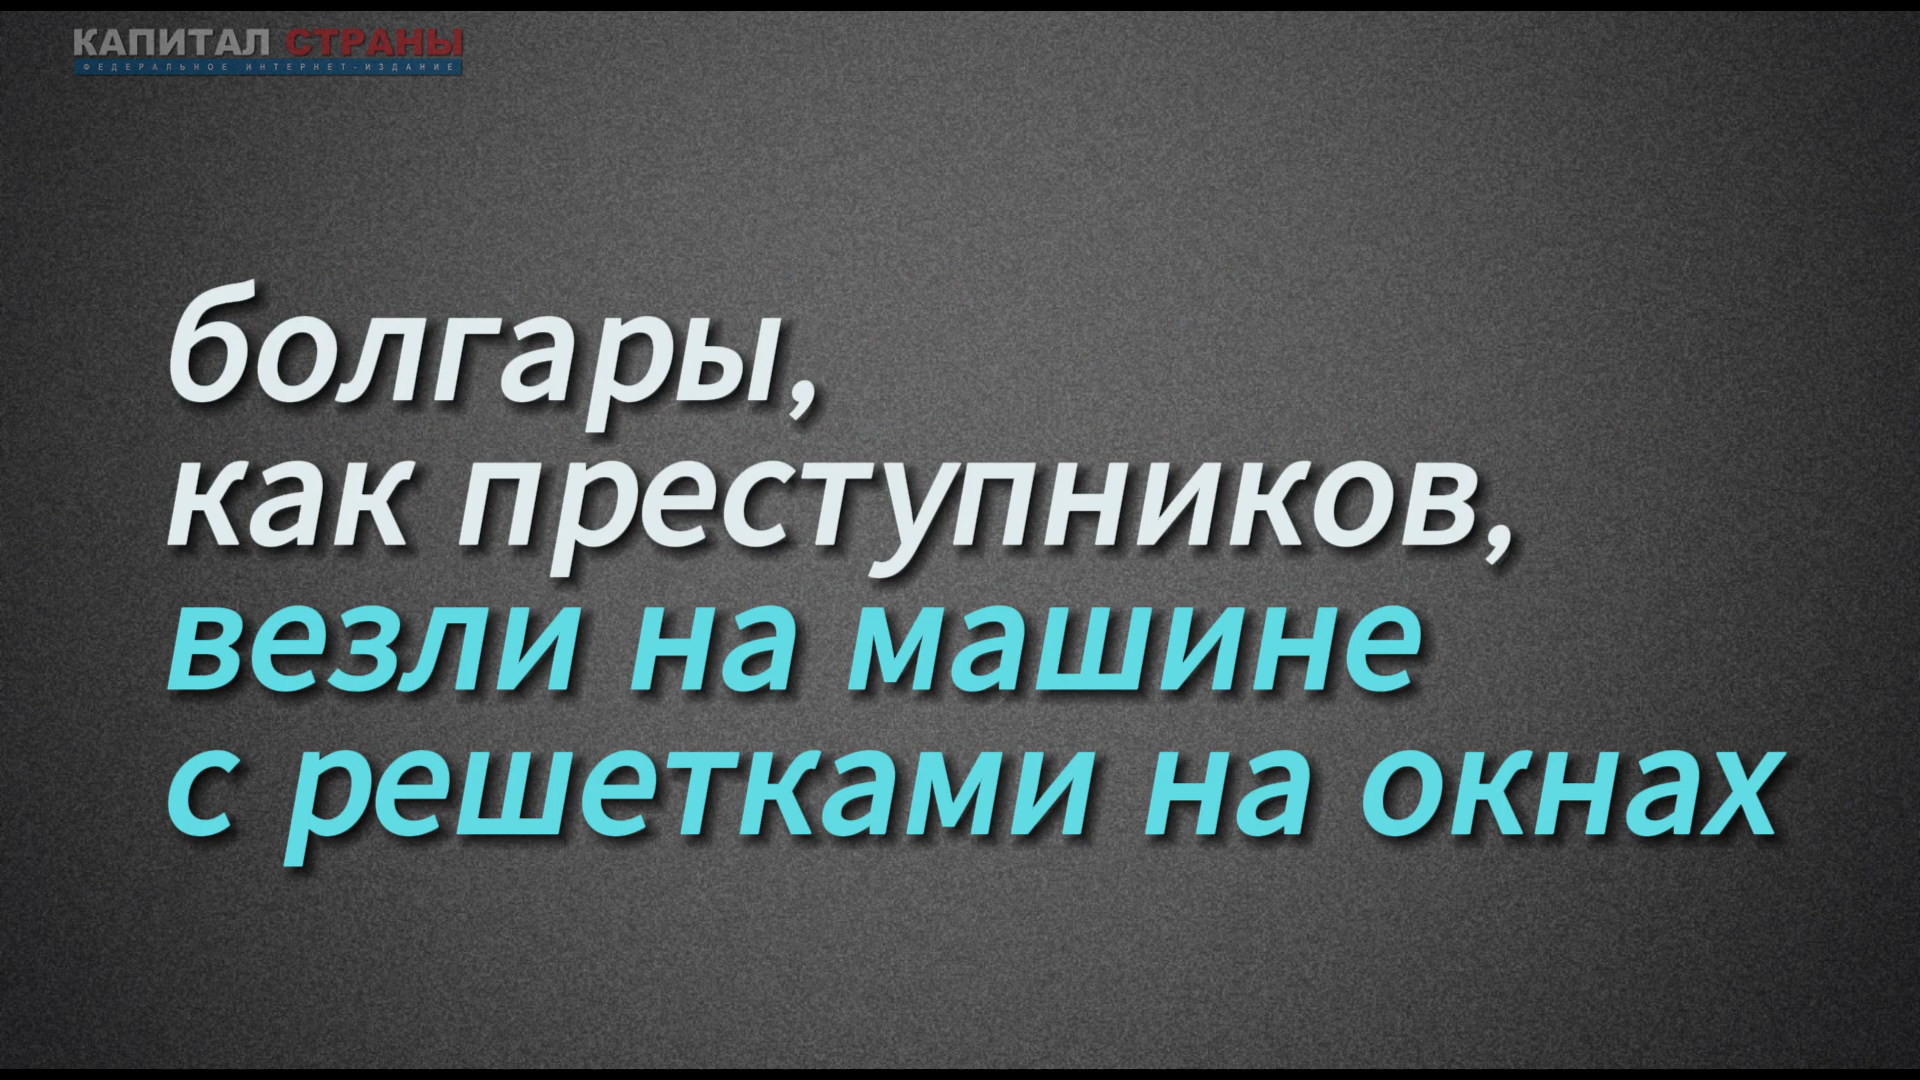 КАПИТАЛ СТРАНЫ
ФЕДЕРАЛЬНОЕ ИНТЕРНЕТ-ИЗДАНИЕ
болгары,
как преступников,
везли на машине
с решетками на окнах